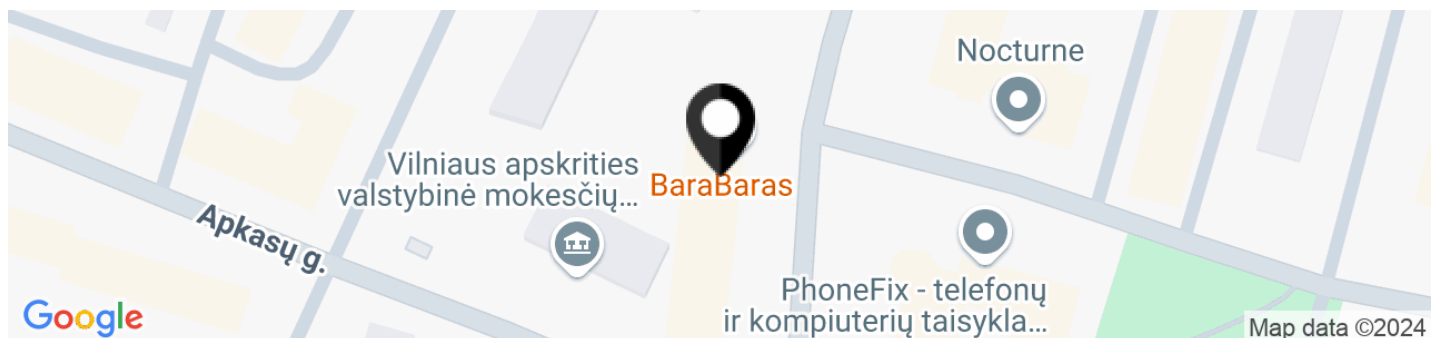 Nocturne
Vilniaus apskrities
valstybinė mokesčių...
BaraBaras
Apkasų g.
PhoneFix - telefonų
ir kompiuterių taisykla...
Google
Map data ©2024